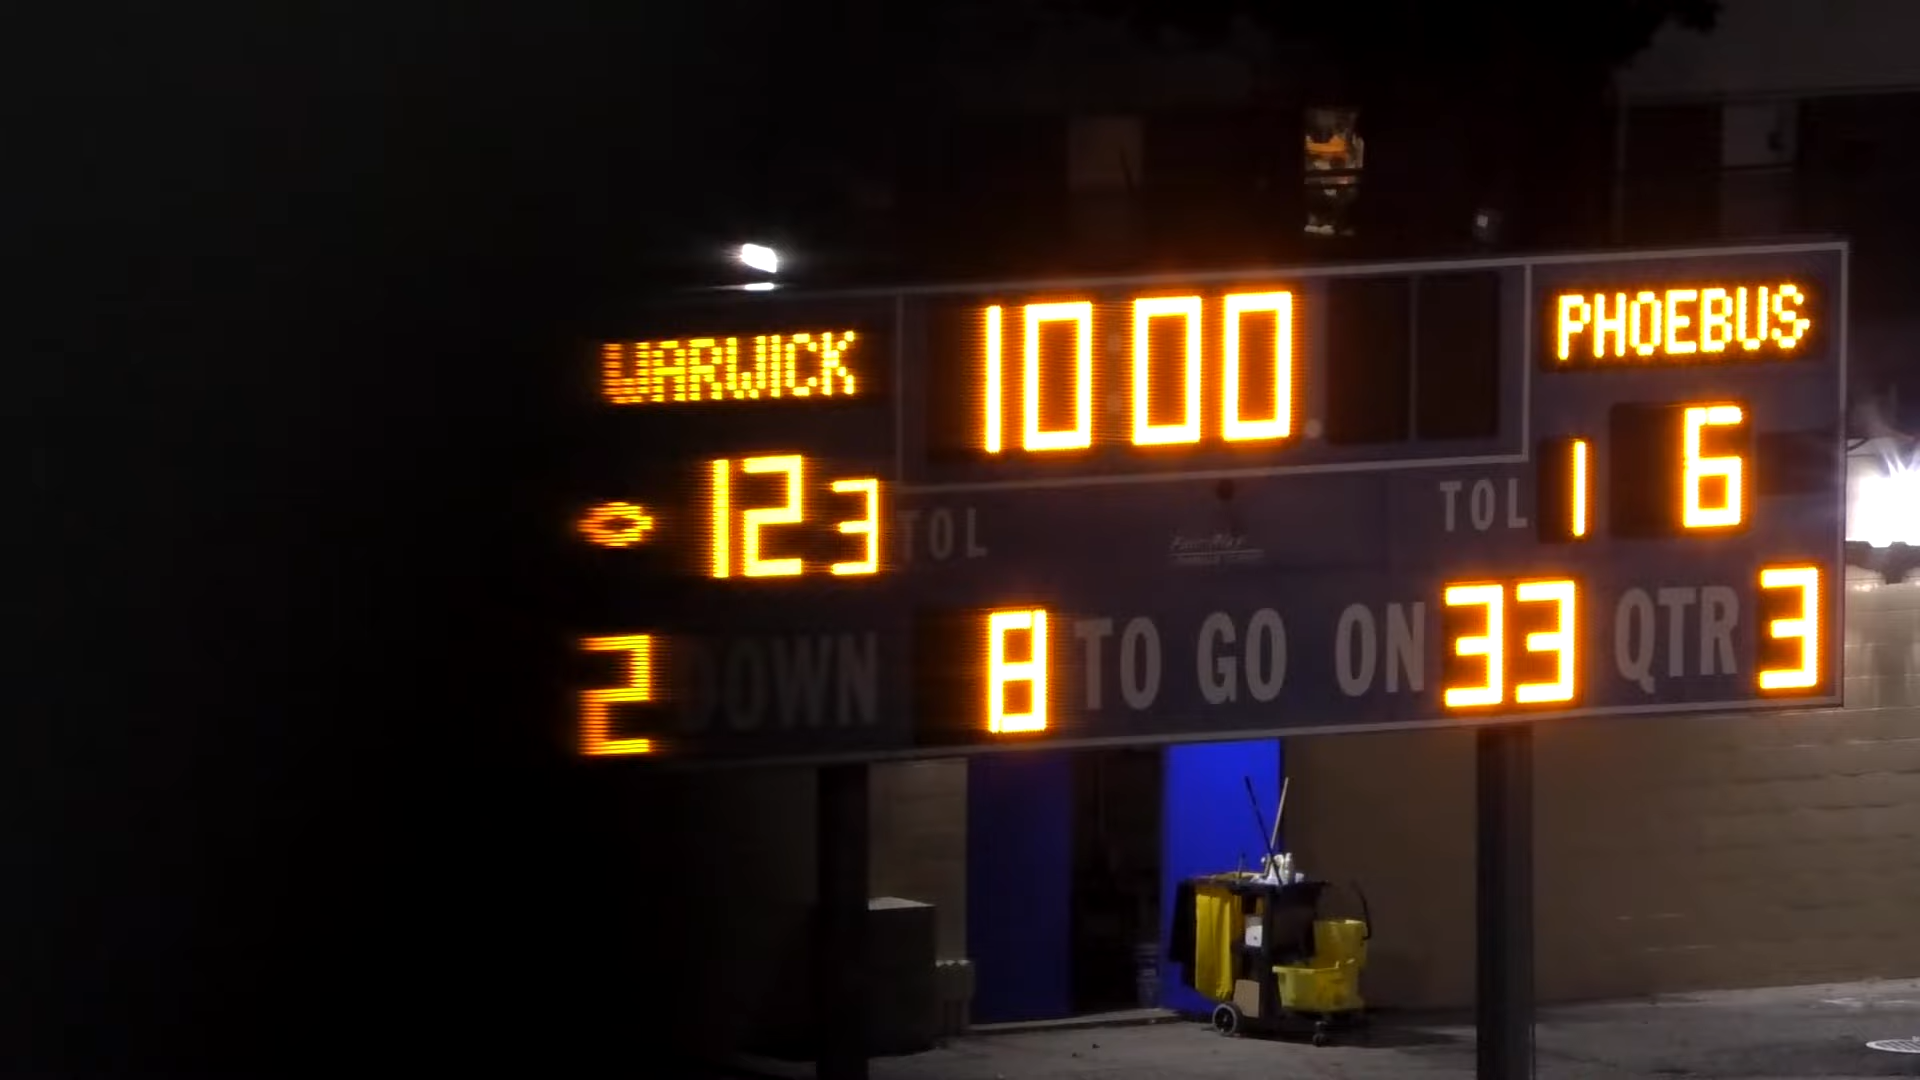 WARWICK 10:00 PHOEBUS
12 3 TOL TOL 1 6
2 DOWN 8 TO GO ON 33 QTR 3